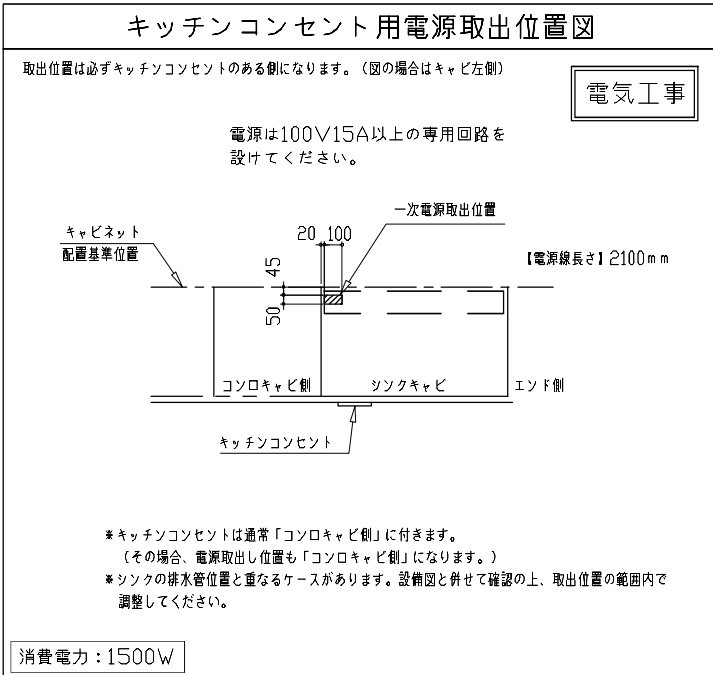 キッチンコンセント用電源取出位置図
取出位置は必ずキッチンコンセントのある側になります。(図の場合はキャビ左側)
電気工事
電源は100V15A以上の専用回路を
設けてください。
一次電源取出位置
キャビネット
配置基準位置
20 100
45
50
【電源線長さ】2100mm
コンロキャビ側
シンクキャビ
エンド側
キッチンコンセント
＊キッチンコンセントは通常「コンロキャビ側」に付きます。
(その場合、電源取出し位置も「コンロキャビ側」になります。)
＊シンクの排水管位置と重なるケースがあります。設備図と併せて確認の上、取出位置の範囲内で
調整してください。
消費電力：1500W